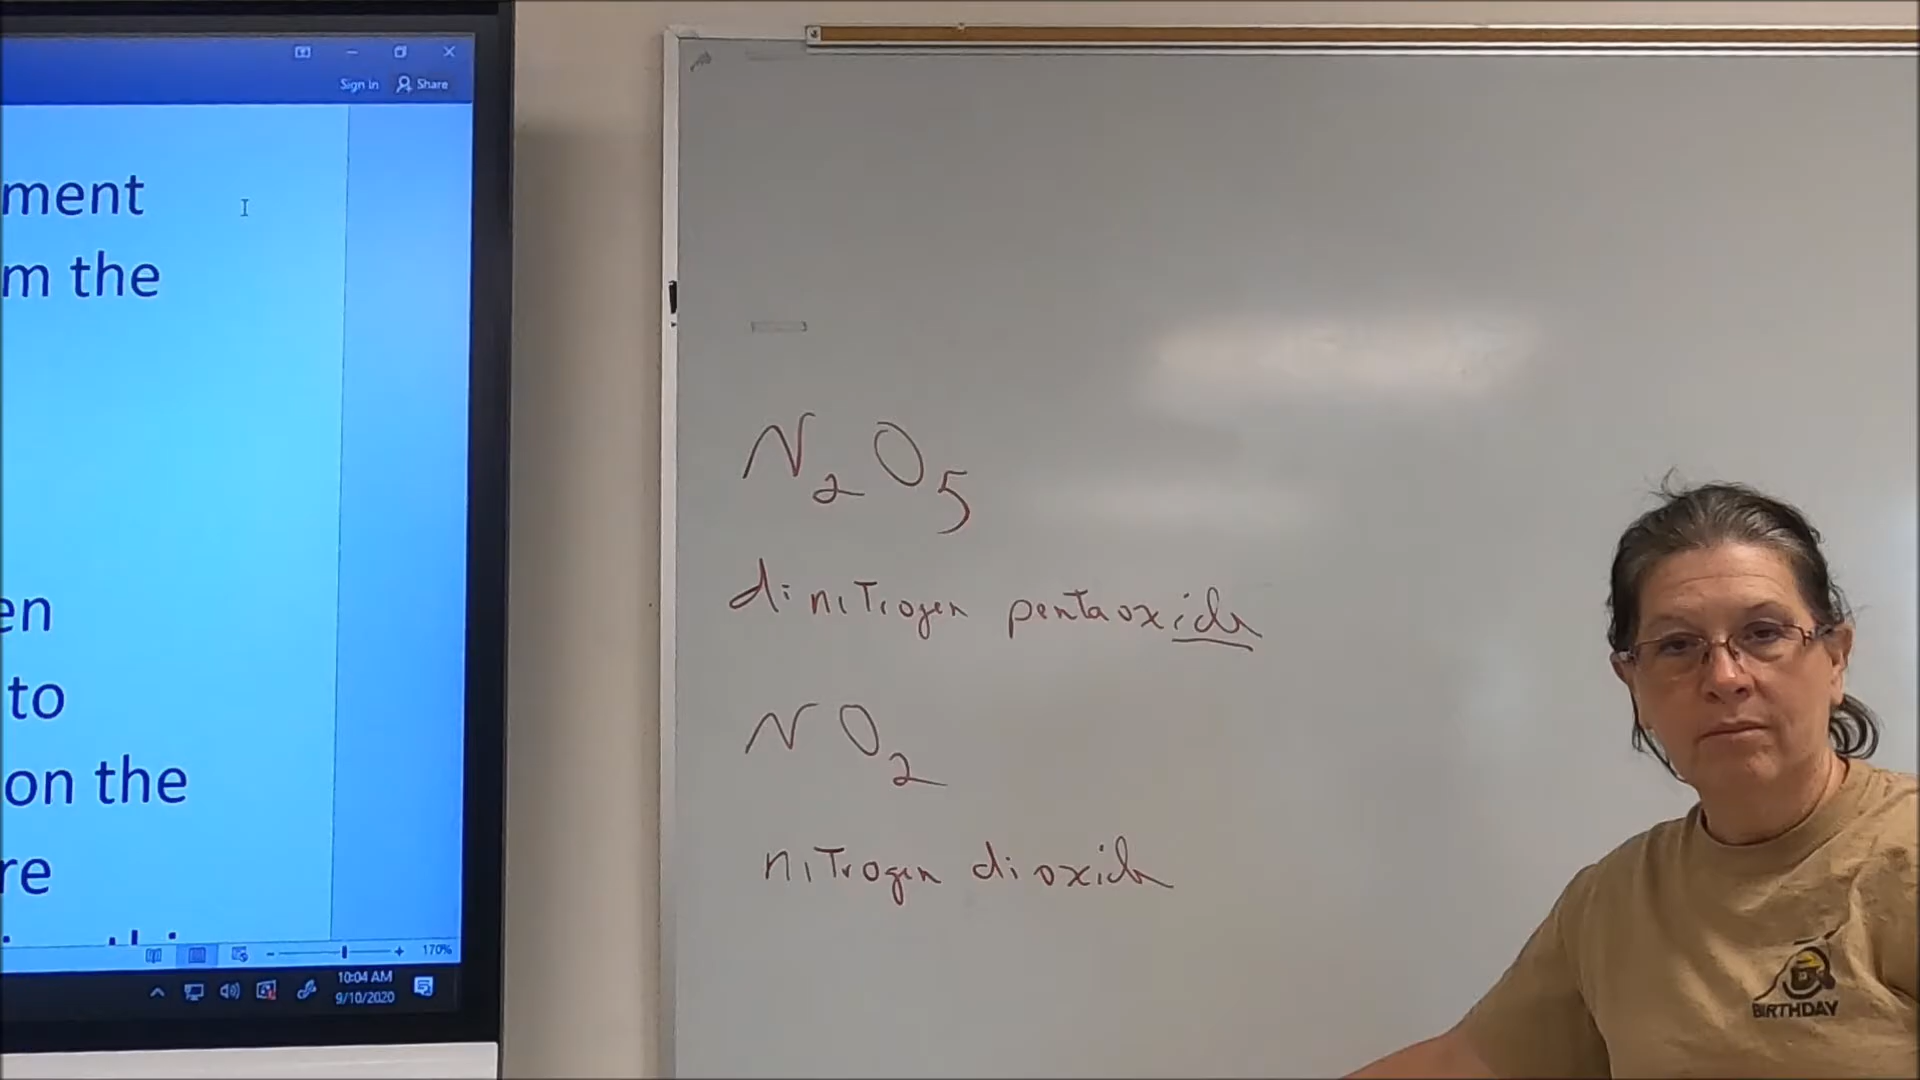 Sign in Share
ment
m the
en
to
on the
re
170%
10:04 AM
9/10/2020
N₂O₅
dinitrogen pentaoxide
NO₂
nitrogen dioxide
BIRTHDAY